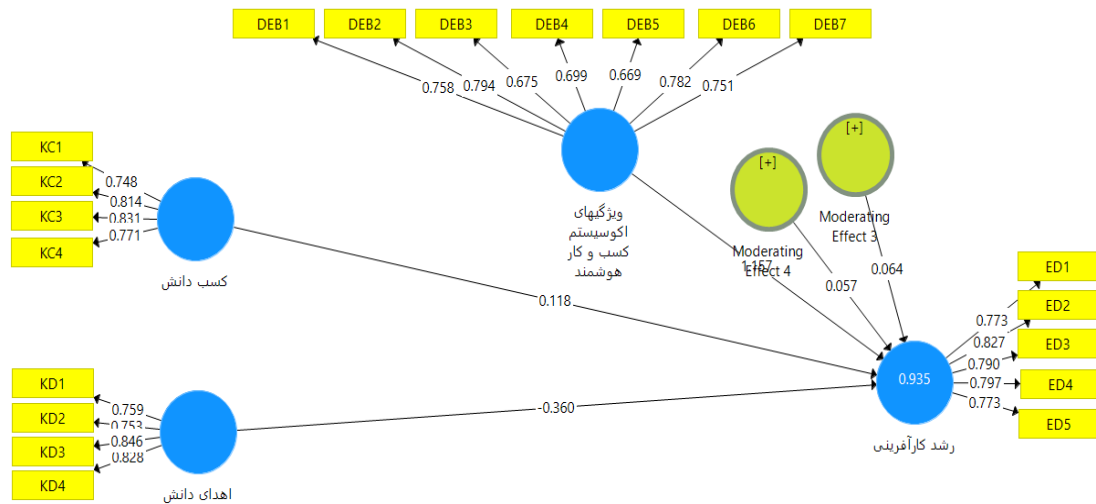 DEB1
DEB2
DEB3
DEB4
DEB5
DEB6
DEB7
0.758
0.794
0.675
0.699
0.669
0.782
0.751
ویژگیهای
اکوسیستم
کسب و کار
هوشمند
[+]
Moderating
Effect 3
[+]
Moderating
Effect 4
KC1
KC2
KC3
KC4
0.748
0.814
0.831
0.771
کسب دانش
0.118
1.157
0.057
0.064
KD1
KD2
KD3
KD4
0.759
0.753
0.846
0.828
اهدای دانش
-0.360
0.935
رشد کارآفرینی
0.773
0.827
0.790
0.797
0.773
ED1
ED2
ED3
ED4
ED5